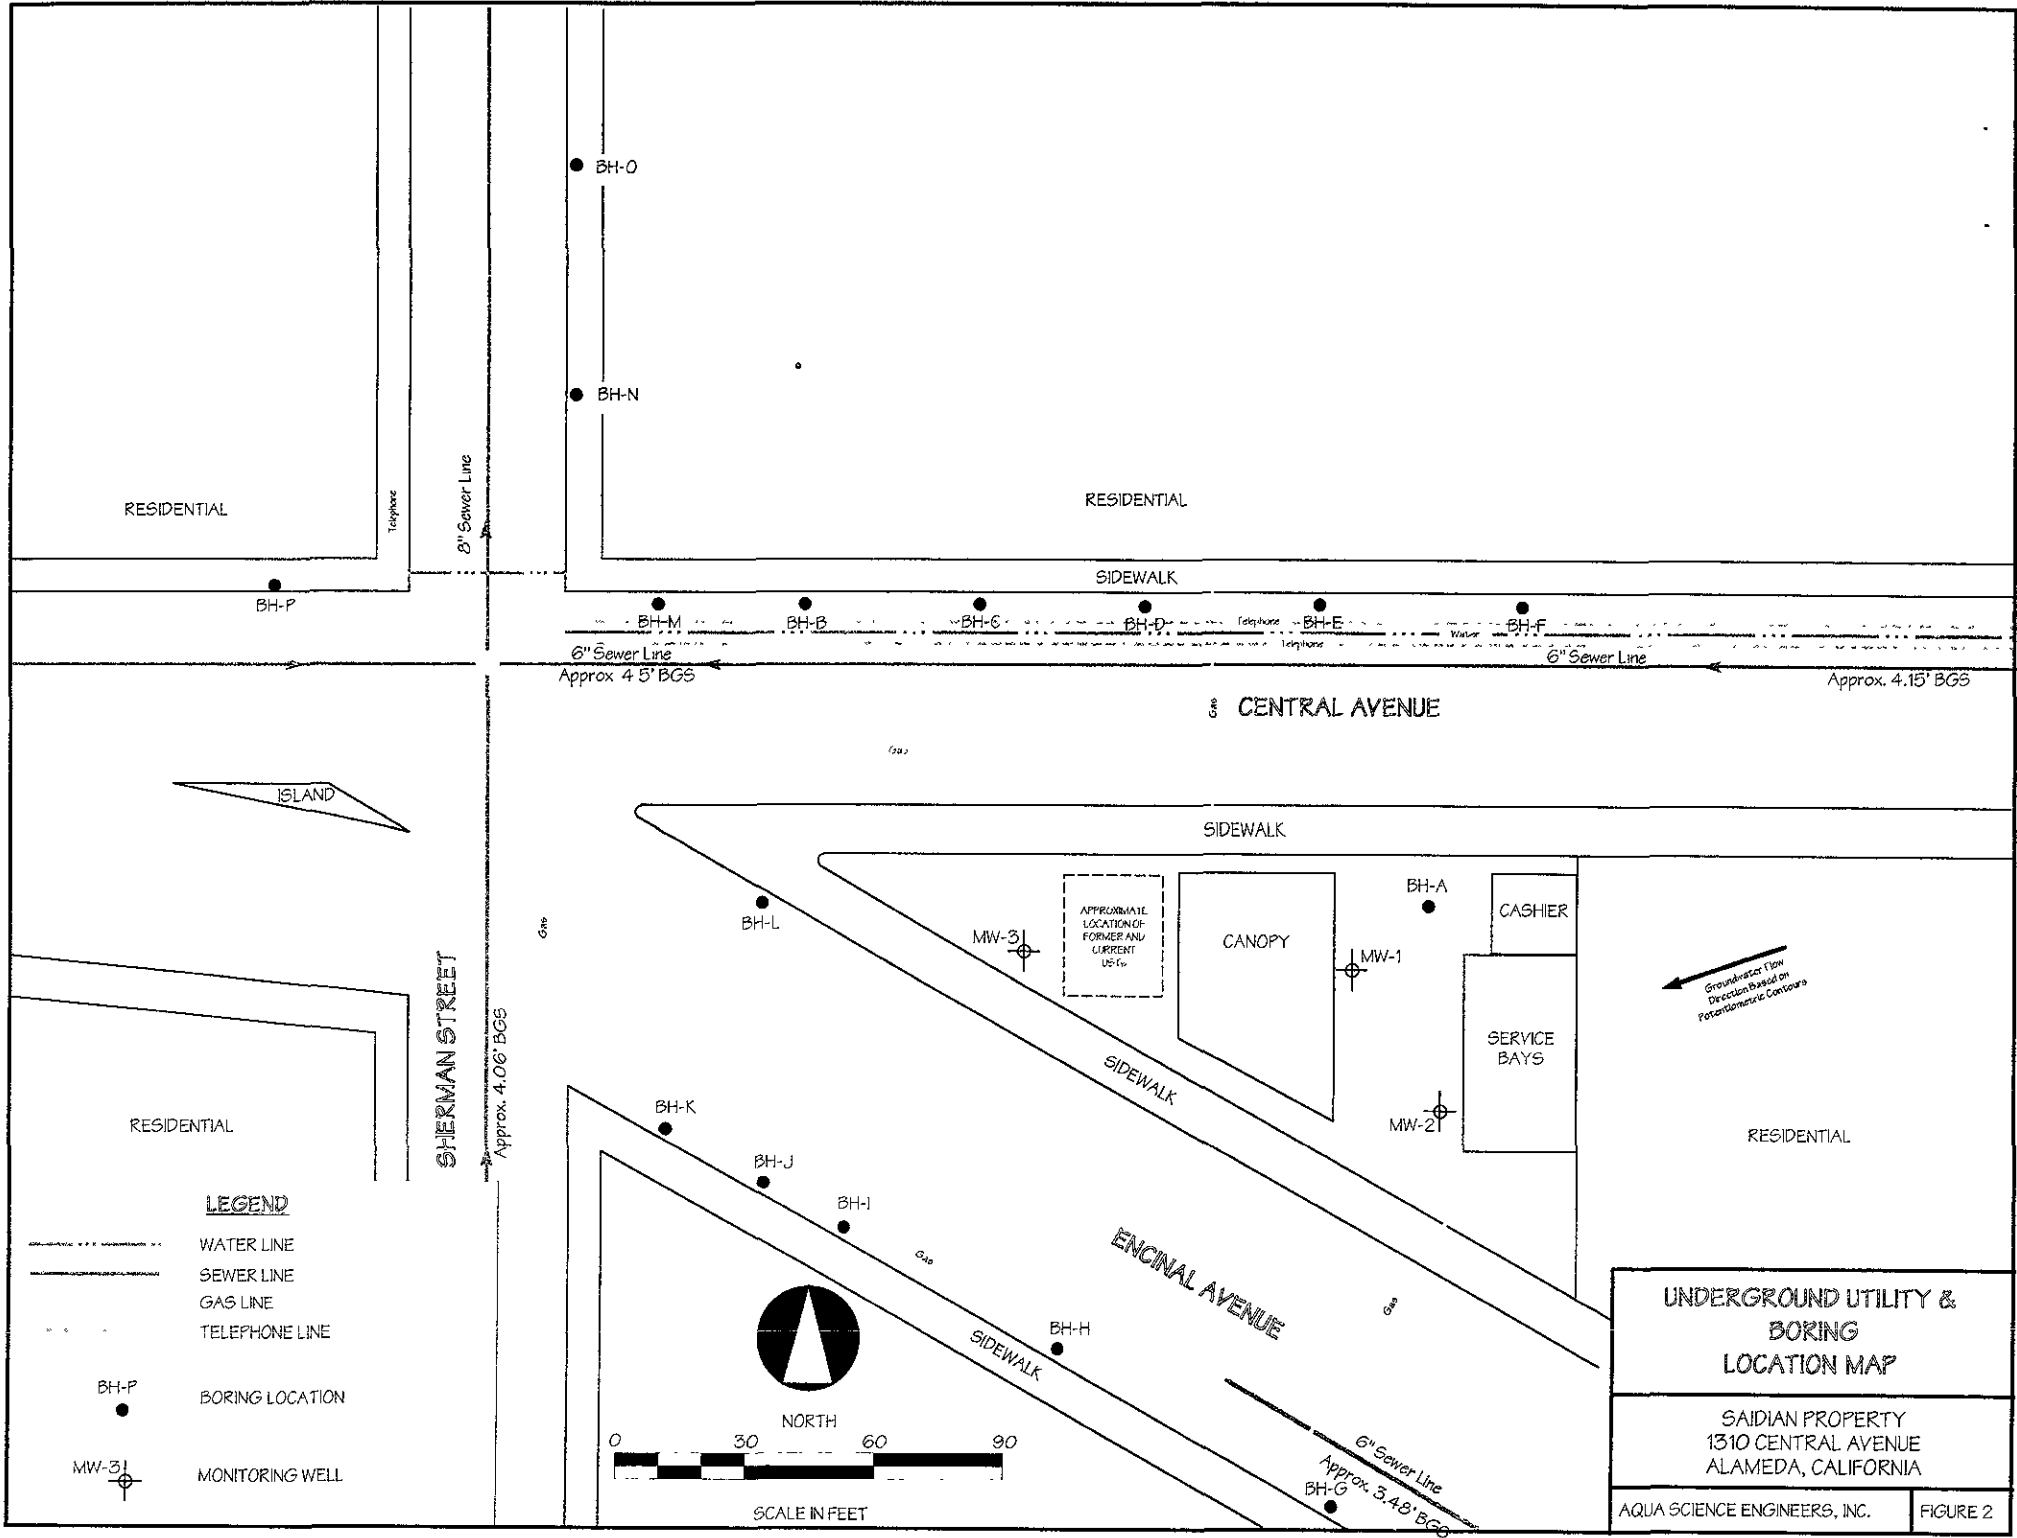 BH-O
BH-N
8" Sewer Line
Telephone
RESIDENTIAL
RESIDENTIAL
SIDEWALK
BH-P
BH-M
BH-B
BH-C
BH-D
Telephone
BH-E
Water
BH-F
Telephone
6" Sewer Line
Approx 4 5' BGS
6" Sewer Line
Approx. 4.15' BGS
Gas
CENTRAL AVENUE
Gas
ISLAND
SIDEWALK
BH-L
Gas
MW-3
APPROXIMATE
LOCATION OF
FORMER AND
CURRENT
USTs
CANOPY
BH-A
CASHIER
MW-1
Groundwater Flow
Direction Based on
Potentiometric Contours
SERVICE
BAYS
MW-2
SIDEWALK
RESIDENTIAL
SHERMAN STREET
Approx. 4.06' BGS
RESIDENTIAL
BH-K
BH-J
BH-I
Gas
ENCINAL AVENUE
Gas
BH-H
SIDEWALK
6" Sewer Line
Approx. 3.48' BGS
BH-G
LEGEND
WATER LINE
SEWER LINE
GAS LINE
TELEPHONE LINE
BH-P
BORING LOCATION
MW-3
MONITORING WELL
NORTH
0 30 60 90
SCALE IN FEET
UNDERGROUND UTILITY &
BORING
LOCATION MAP
SAIDIAN PROPERTY
1310 CENTRAL AVENUE
ALAMEDA, CALIFORNIA
AQUA SCIENCE ENGINEERS, INC.
FIGURE 2